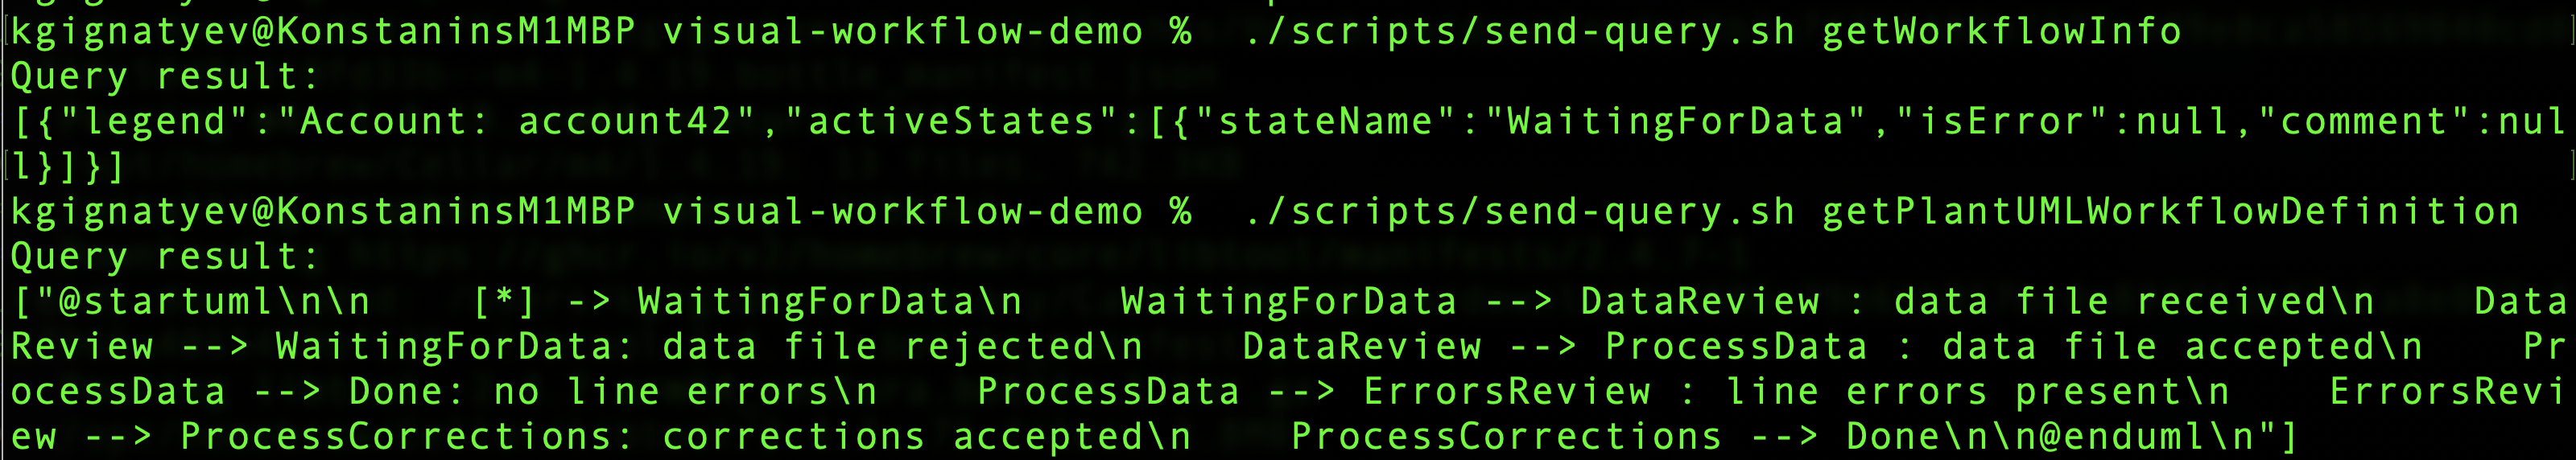 kgignatyev@KonstaninsM1MBP visual-workflow-demo %  ./scripts/send-query.sh getWorkflowInfo
Query result:
[{"legend":"Account: account42","activeStates":[{"stateName":"WaitingForData","isError":null,"comment":nul
l}]}]
kgignatyev@KonstaninsM1MBP visual-workflow-demo %  ./scripts/send-query.sh getPlantUMLWorkflowDefinition
Query result:
["@startuml\n\n    [*] -> WaitingForData\n    WaitingForData --> DataReview : data file received\n    Data
Review --> WaitingForData: data file rejected\n    DataReview --> ProcessData : data file accepted\n    Pr
ocessData --> Done: no line errors\n    ProcessData --> ErrorsReview : line errors present\n    ErrorsRevi
ew --> ProcessCorrections: corrections accepted\n    ProcessCorrections --> Done\n\n@enduml\n"]